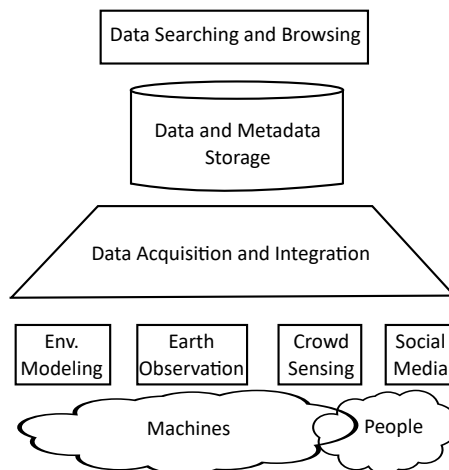 Data Searching and Browsing
Data and Metadata
Storage
Data Acquisition and Integration
Env.
Modeling
Earth
Observation
Crowd
Sensing
Social
Media
Machines
People